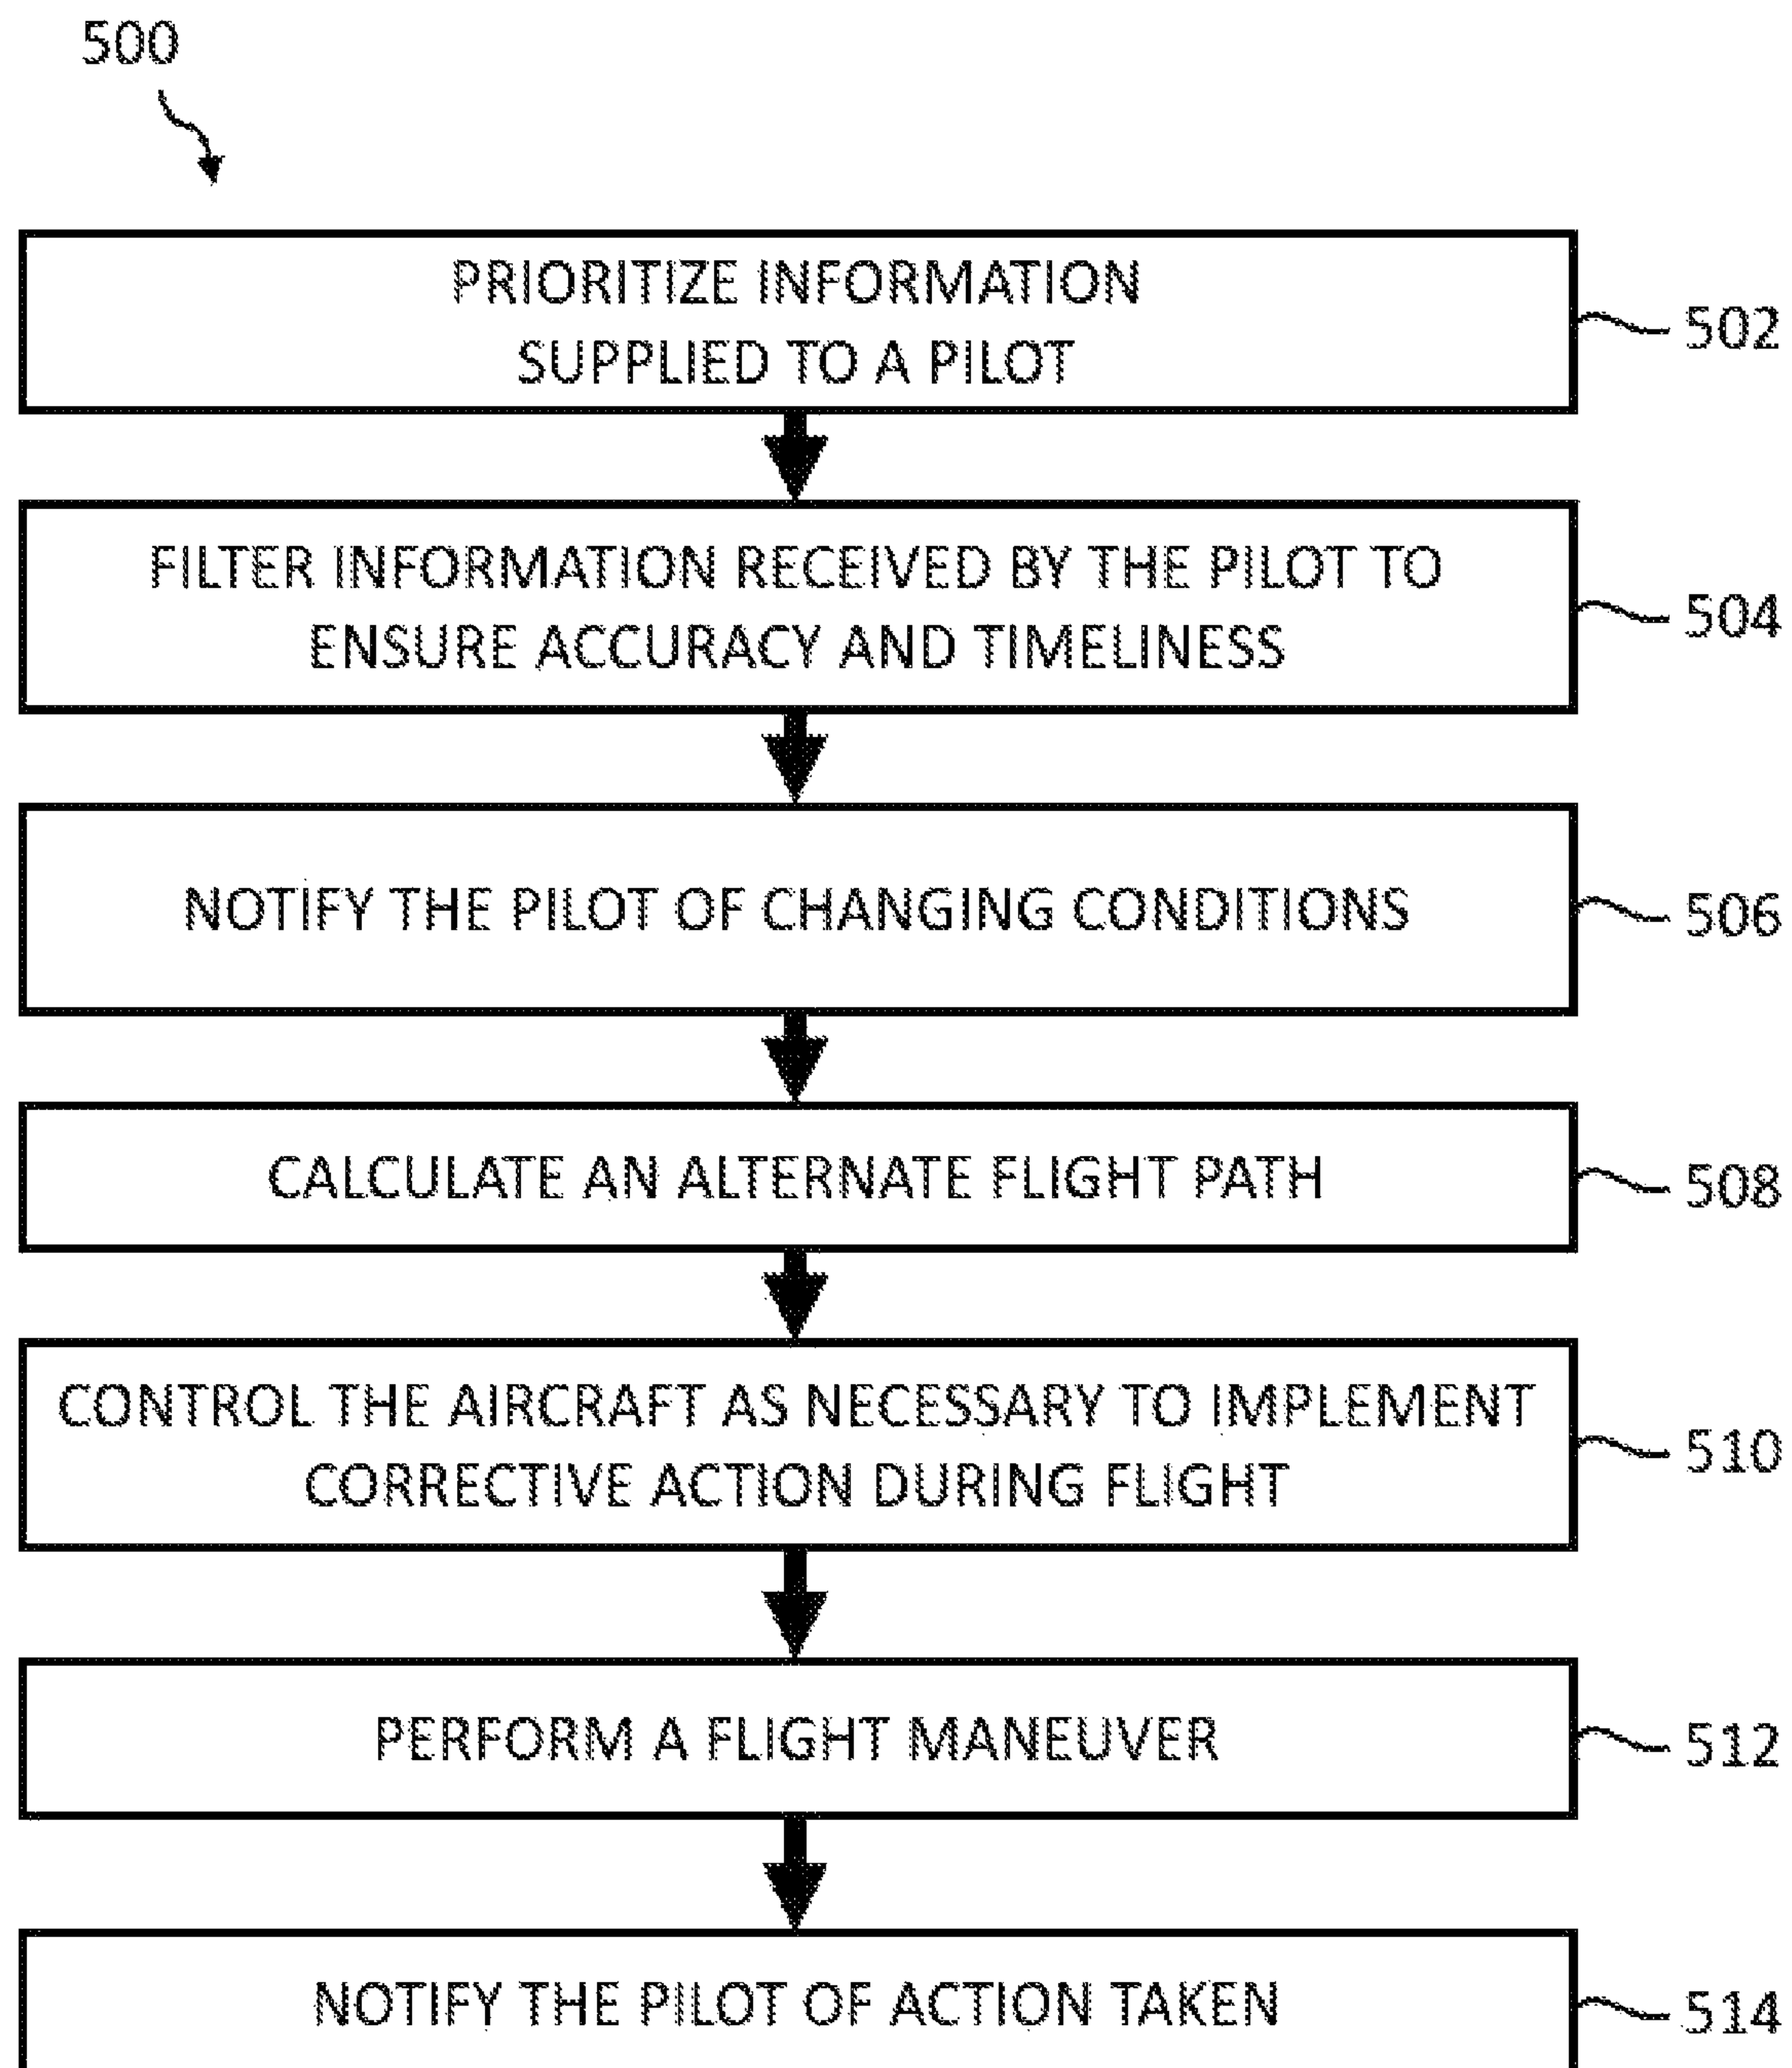 500
PRIORITIZE INFORMATION
SUPPLIED TO A PILOT
502
FILTER INFORMATION RECEIVED BY THE PILOT TO
ENSURE ACCURACY AND TIMELINESS
504
NOTIFY THE PILOT OF CHANGING CONDITIONS
506
CALCULATE AN ALTERNATE FLIGHT PATH
508
CONTROL THE AIRCRAFT AS NECESSARY TO IMPLEMENT
CORRECTIVE ACTION DURING FLIGHT
510
PERFORM A FLIGHT MANEUVER
512
NOTIFY THE PILOT OF ACTION TAKEN
514